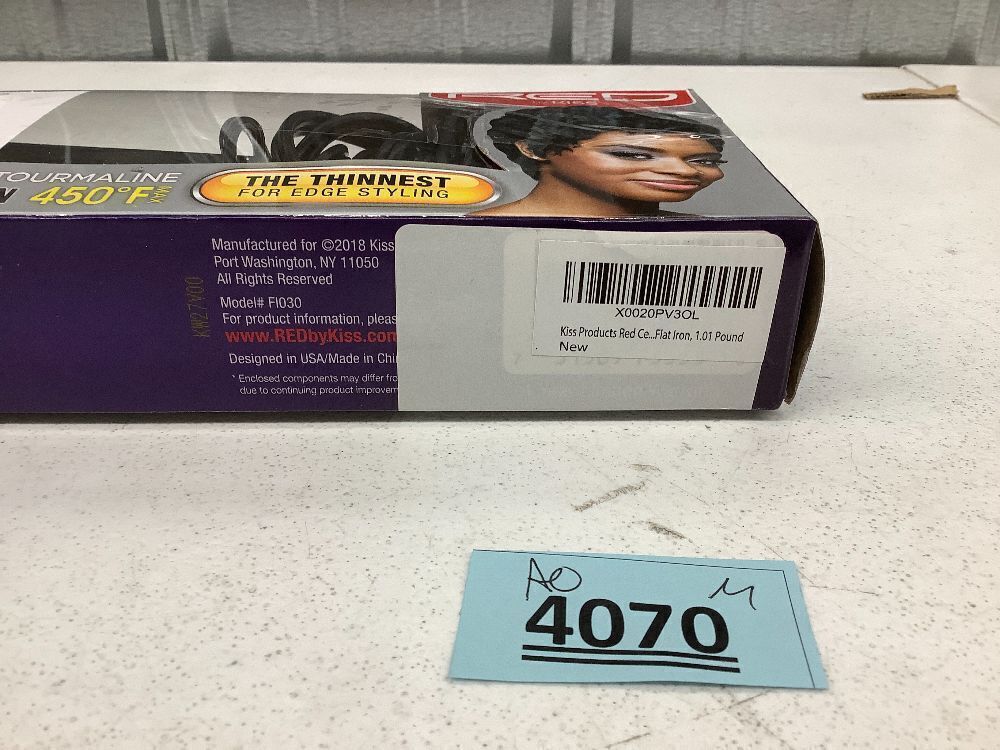 RED
TOURMALINE
450°F MAX
THE THINNEST
FOR EDGE STYLING
Manufactured for ©2018 Kiss
Port Washington, NY 11050
All Rights Reserved
Model# FI030
For product information, pleas
www.REDbyKiss.com
Designed in USA/Made in Chi
* Enclosed components may differ fro
due to continuing product improvem
X0020PV3OL
Kiss Products Red Ce...Flat Iron, 1.01 Pound
New
AO M
4070